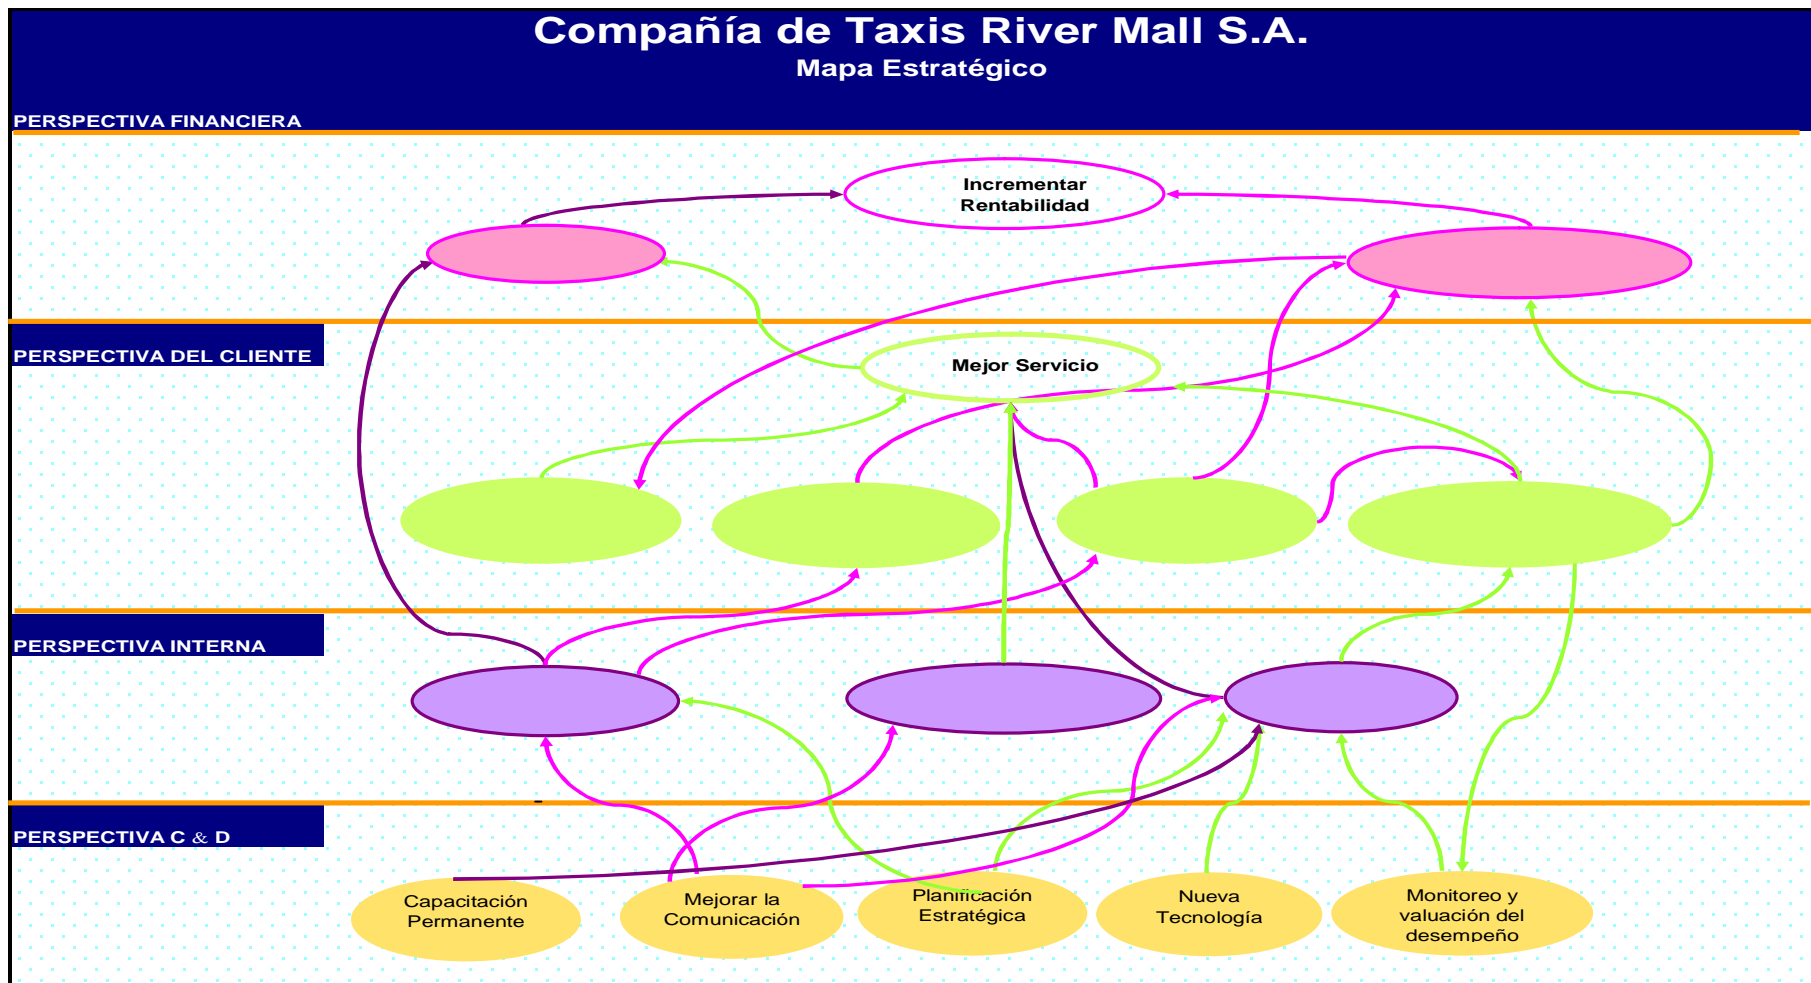 Compañía de Taxis River Mall S.A.
Mapa Estratégico
PERSPECTIVA FINANCIERA
Incrementar
Rentabilidad
PERSPECTIVA DEL CLIENTE
Mejor Servicio
PERSPECTIVA INTERNA
PERSPECTIVA C & D
Capacitación
Permanente
Mejorar la
Comunicación
Planificación
Estratégica
Nueva
Tecnología
Monitoreo y
valuación del
desempeño